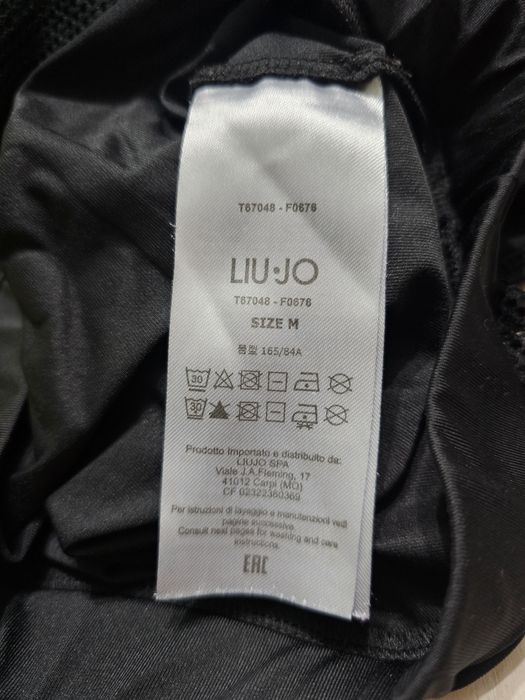 T67048 - F0676
LIU·JO
T67048 - F0676
SIZE M
165/84A
30
30
Prodotto Importato e distribuito da:
LIUJO SPA
Viale J.A.Fleming, 17
41012 Carpi (MO)
CF 02322360369
Per istruzioni di lavaggio e manutenzioni vedi
pagine successive.
Consult next pages for washing and care
instructions.
EAC